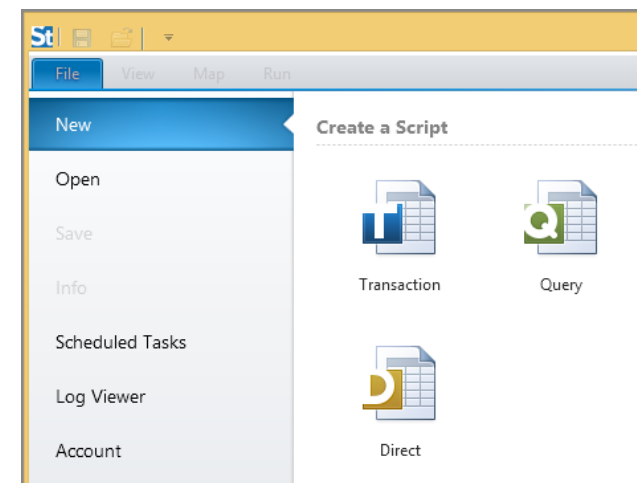 St
File View Map Run
New
Open
Save
Info
Scheduled Tasks
Log Viewer
Account
Create a Script
T
Transaction
Q
Query
D
Direct